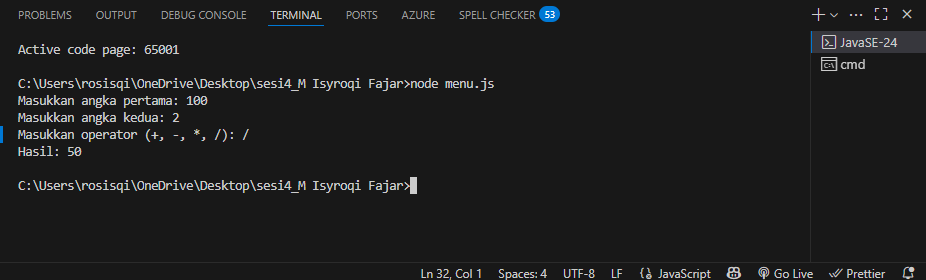 PROBLEMS OUTPUT DEBUG CONSOLE TERMINAL PORTS AZURE SPELL CHECKER 53
Active code page: 65001
C:\Users\rosisqi\OneDrive\Desktop\sesi4_M Isyroqi Fajar>node menu.js
Masukkan angka pertama: 100
Masukkan angka kedua: 2
Masukkan operator (+, -, *, /): /
Hasil: 50
C:\Users\rosisqi\OneDrive\Desktop\sesi4_M Isyroqi Fajar>
JavaSE-24
cmd
Ln 32, Col 1 Spaces: 4 UTF-8 LF {} JavaScript Go Live Prettier